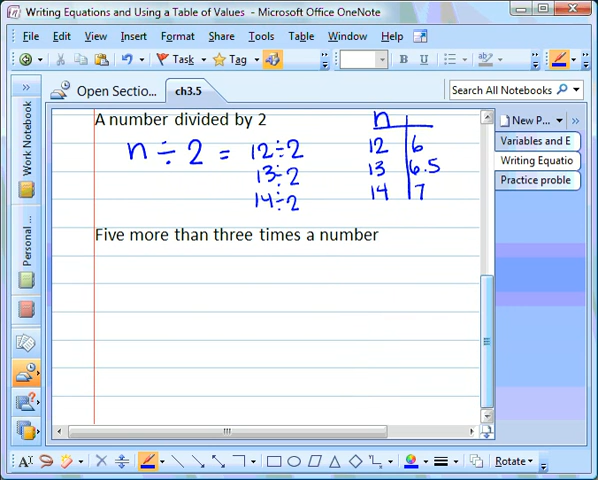 Writing Equations and Using a Table of Values - Microsoft Office OneNote
File Edit View Insert Format Share Tools Table Window Help
Back Task Tag B U ab
Open Sectio... ch3.5 Search All Notebooks
Work Notebook
Personal
New P...
Variables and E
Writing Equatio
Practice proble
A number divided by 2
n ÷ 2 = 12÷2
13÷2
14÷2
n
12 6
13 6.5
14 7
Five more than three times a number
A Rotate